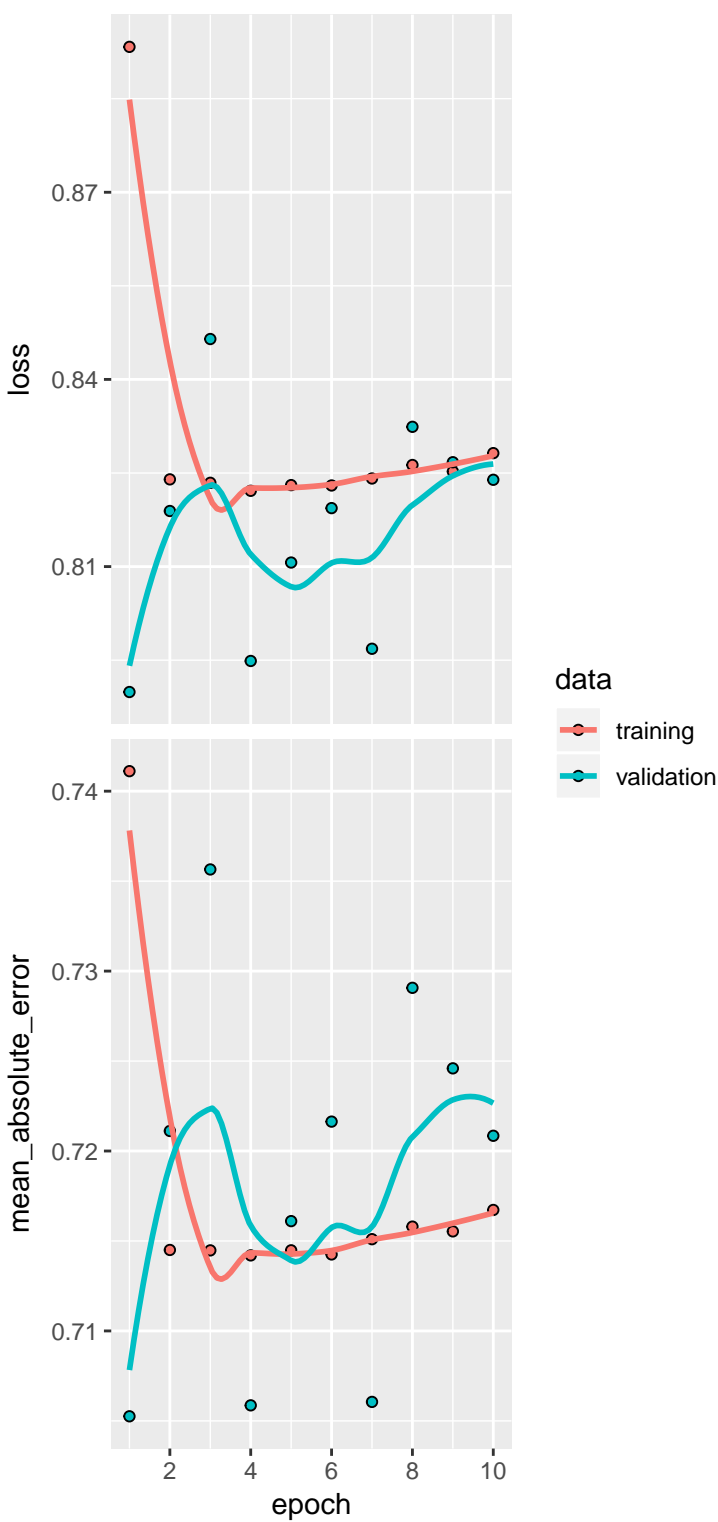 loss
0.87
0.84
0.81
mean_absolute_error
0.74
0.73
0.72
0.71
2 4 6 8 10
epoch
data
training
validation